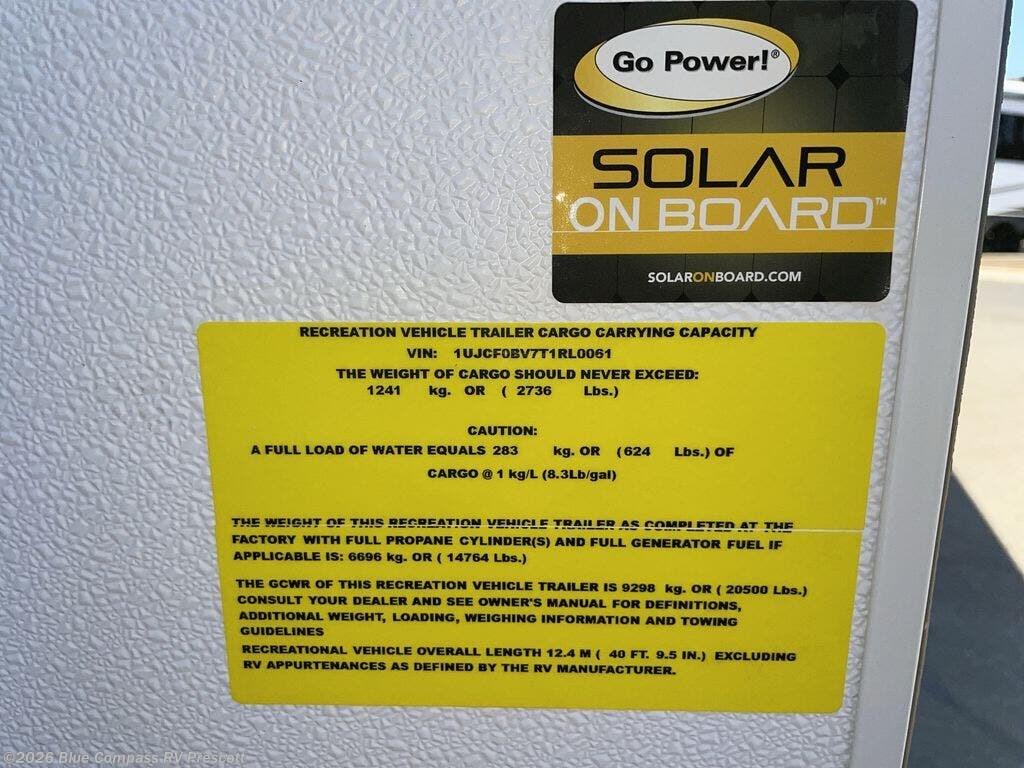 Go Power!®
SOLAR
ON BOARD™
SOLARONBOARD.COM
RECREATION VEHICLE TRAILER CARGO CARRYING CAPACITY
VIN: 1UJCF0BV7T1RL0061
THE WEIGHT OF CARGO SHOULD NEVER EXCEED:
1241 kg. OR ( 2736 Lbs.)
CAUTION:
A FULL LOAD OF WATER EQUALS 283 kg. OR (624 Lbs.) OF
CARGO @ 1 kg/L (8.3Lb/gal)
THE WEIGHT OF THIS RECREATION VEHICLE TRAILER AS COMPLETED AT THE
FACTORY WITH FULL PROPANE CYLINDER(S) AND FULL GENERATOR FUEL IF
APPLICABLE IS: 6696 kg. OR ( 14764 Lbs.)
THE GCWR OF THIS RECREATION VEHICLE TRAILER IS 9298 kg. OR ( 20500 Lbs.)
CONSULT YOUR DEALER AND SEE OWNER'S MANUAL FOR DEFINITIONS,
ADDITIONAL WEIGHT, LOADING, WEIGHING INFORMATION AND TOWING
GUIDELINES
RECREATIONAL VEHICLE OVERALL LENGTH 12.4 M ( 40 FT. 9.5 IN.) EXCLUDING
RV APPURTENANCES AS DEFINED BY THE RV MANUFACTURER.
©2026 Blue Compass RV Prescott